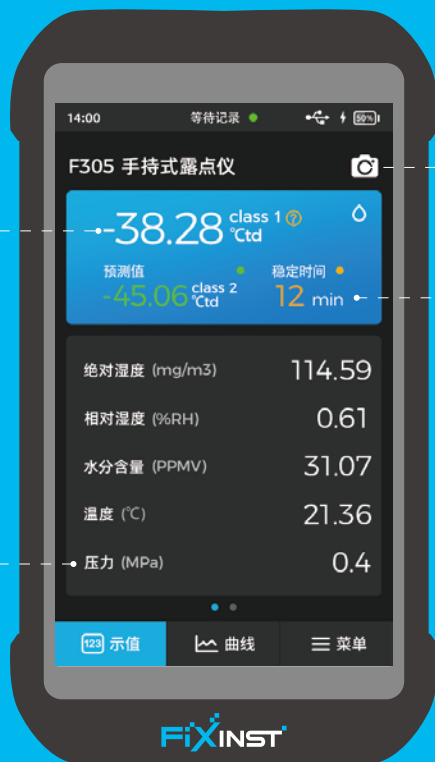 14:00 等待记录 50%
F305 手持式露点仪
-38.28 class 1 ?
℃td
预测值 稳定时间
-45.06 class 2 ℃td 12 min
绝对湿度 (mg/m3) 114.59
相对湿度 (%RH) 0.61
水分含量 (PPMV) 31.07
温度 (℃) 21.36
压力 (MPa) 0.4
123 示值 曲线 菜单
FiXINST